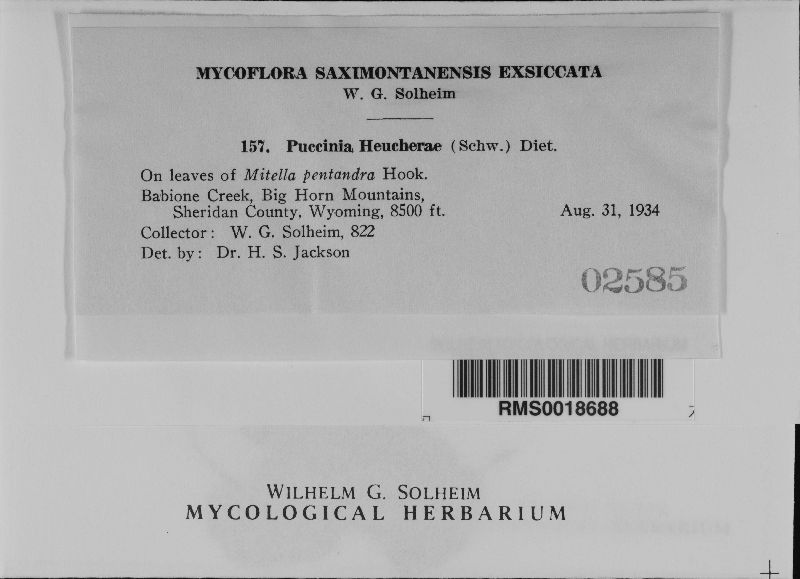 MYCOFLORA SAXIMONTANENSIS EXSICCATA
W. G. Solheim
157. Puccinia Heucherae (Schw.) Diet.
On leaves of Mitella pentandra Hook.
Babione Creek, Big Horn Mountains,
Sheridan County, Wyoming, 8500 ft. Aug. 31, 1934
Collector: W. G. Solheim, 822
Det. by: Dr. H. S. Jackson
02585
RMS0018688
WILHELM G. SOLHEIM
MYCOLOGICAL HERBARIUM